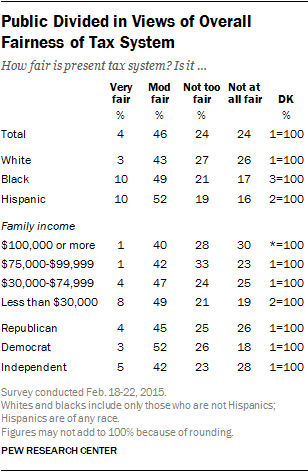 Public Divided in Views of Overall
Fairness of Tax System
How fair is present tax system? Is it ...
Very fair Mod fair Not too fair Not at all fair DK
% % % % %
Total 4 46 24 24 1=100
White 3 43 27 26 1=100
Black 10 49 21 17 3=100
Hispanic 10 52 19 16 2=100
Family income
$100,000 or more 1 40 28 30 *=100
$75,000-$99,999 1 42 33 23 1=100
$30,000-$74,999 4 47 24 25 1=100
Less than $30,000 8 49 21 19 2=100
Republican 4 45 25 26 1=100
Democrat 3 52 26 18 1=100
Independent 5 42 23 28 1=100
Survey conducted Feb. 18-22, 2015.
Whites and blacks include only those who are not Hispanics;
Hispanics are of any race.
Figures may not add to 100% because of rounding.
PEW RESEARCH CENTER